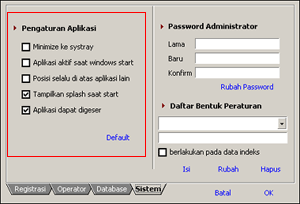 Pengaturan Aplikasi
Minimize ke systray
Aplikasi aktif saat windows start
Posisi selalu di atas aplikasi lain
Tampilkan splash saat start
Aplikasi dapat digeser
Default
Password Administrator
Lama
Baru
Konfirm
Rubah Password
Daftar Bentuk Peraturan
berlakukan pada data indeks
Isi Rubah Hapus
Registrasi Operator Database Sistem
Batal OK